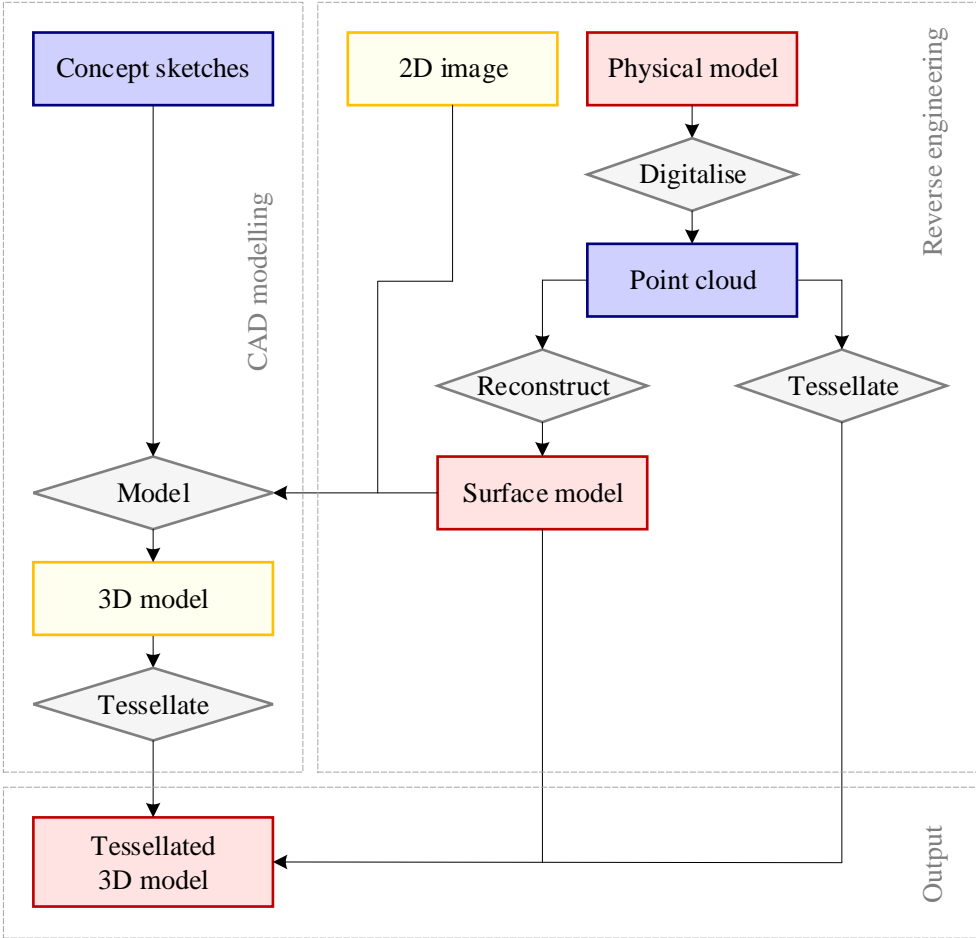 Concept sketches
2D image
Physical model
Reverse engineering
Digitalise
CAD modelling
Point cloud
Reconstruct
Tessellate
Model
Surface model
3D model
Tessellate
Tessellated
3D model
Output